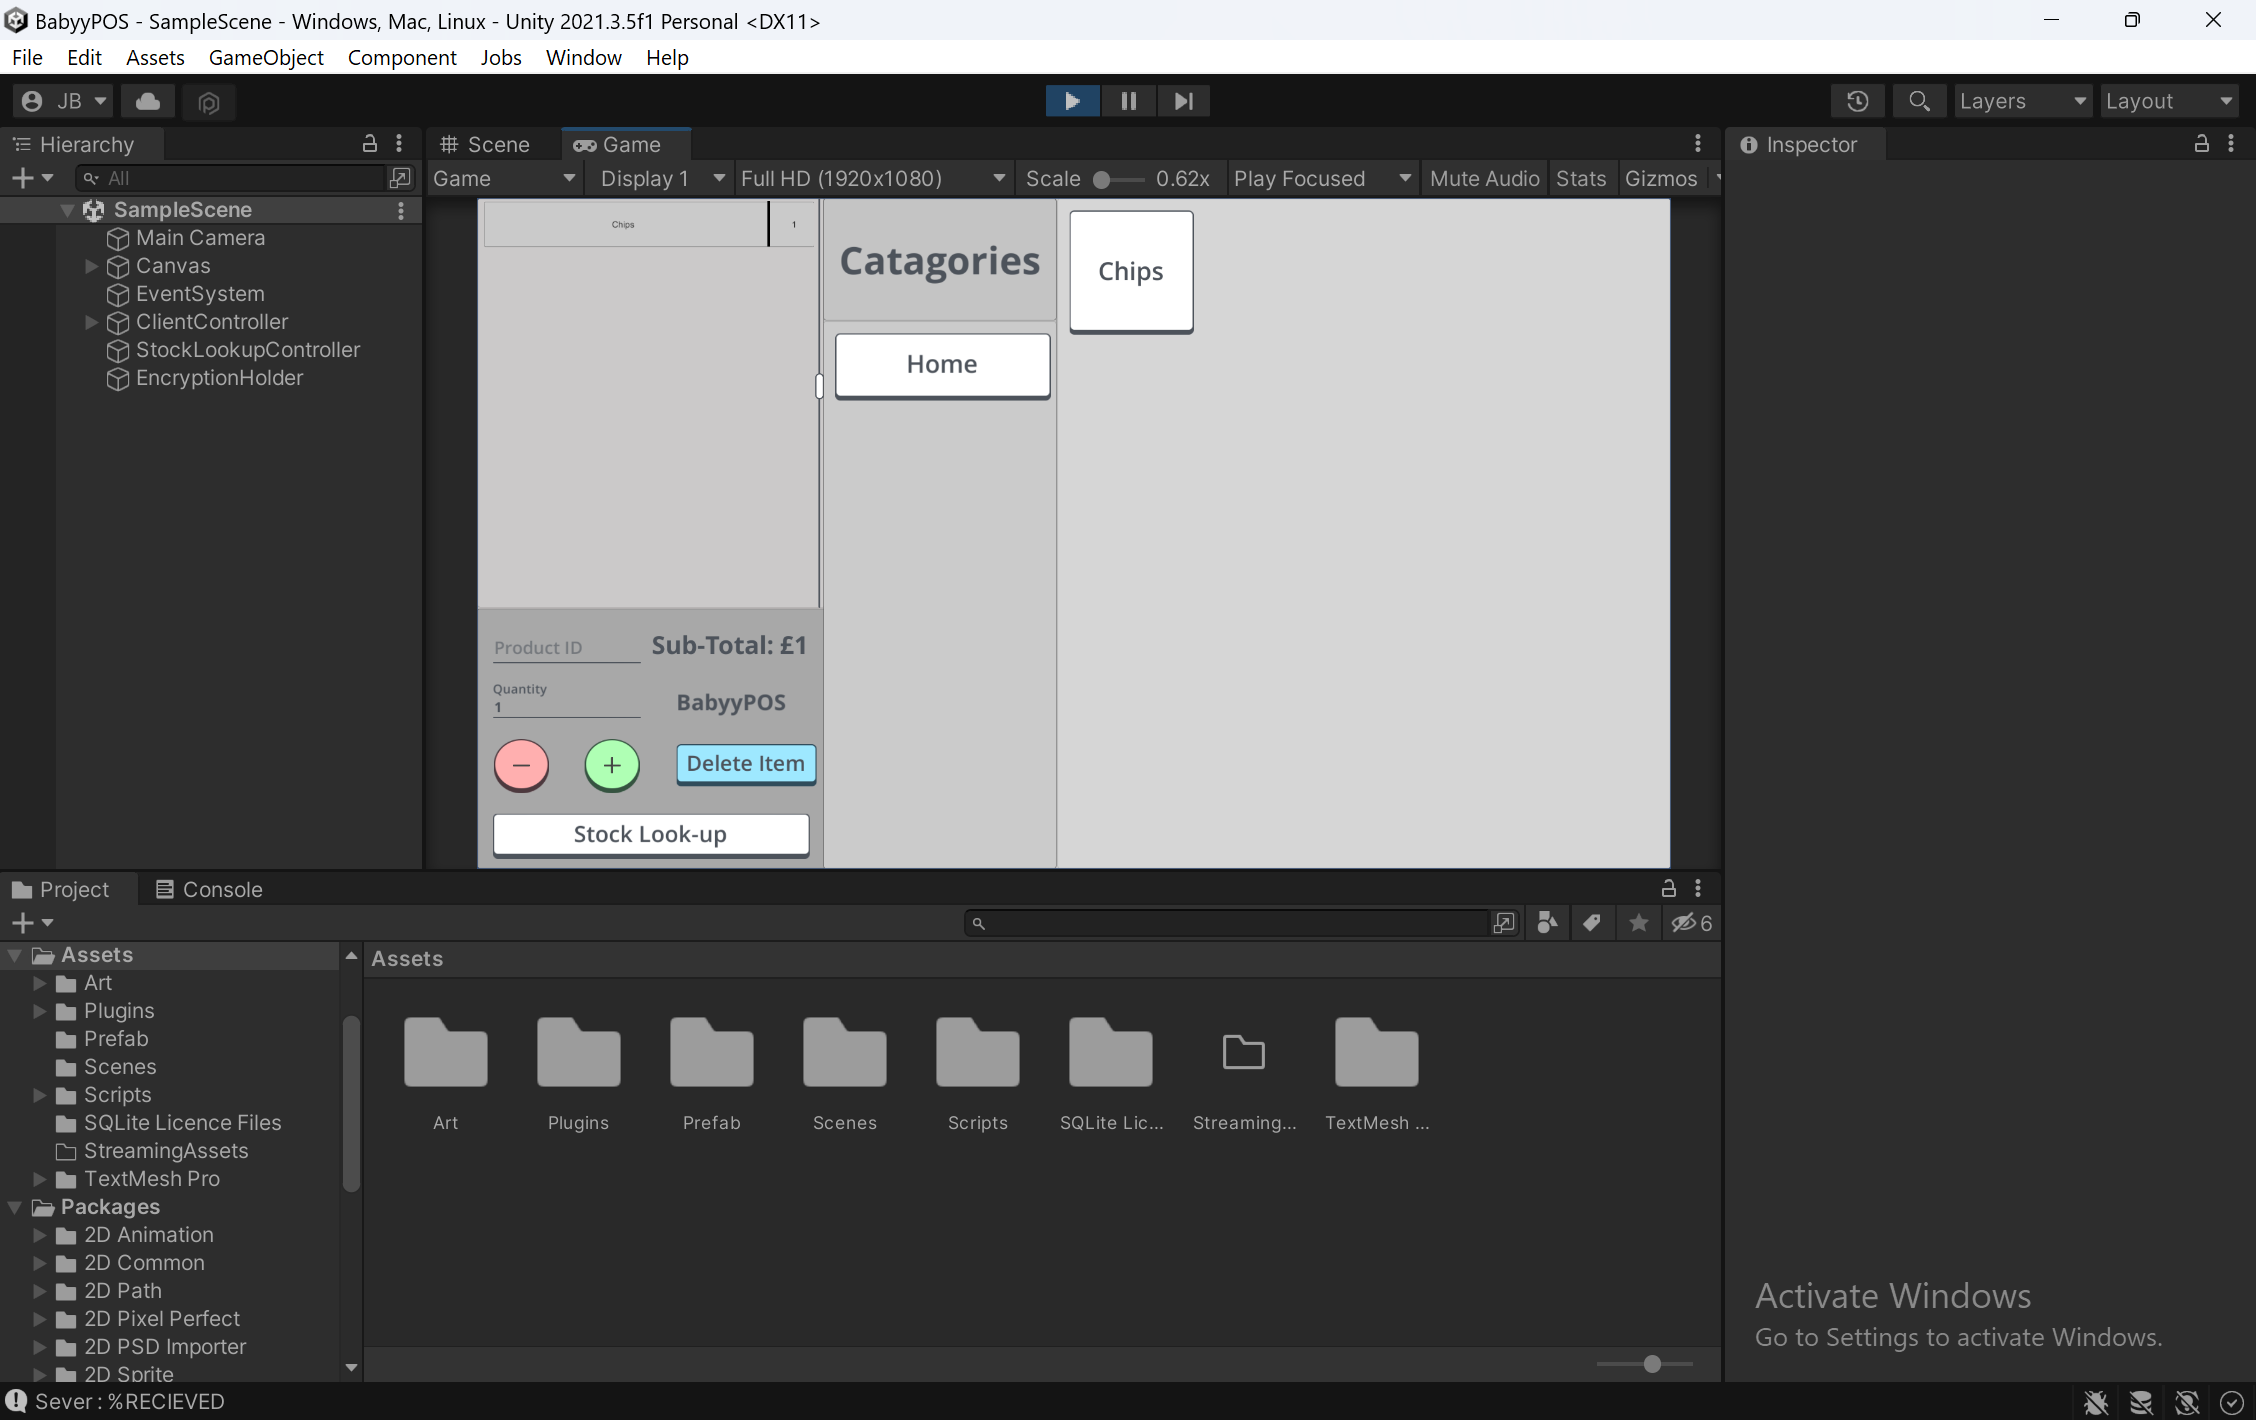 BabyyPOS - SampleScene - Windows, Mac, Linux - Unity 2021.3.5f1 Personal <DX11>
File Edit Assets GameObject Component Jobs Window Help
JB
Layers
Layout
Hierarchy
Scene
Game
Inspector
All
Game
Display 1
Full HD (1920x1080)
Scale
0.62x
Play Focused
Mute Audio
Stats
Gizmos
SampleScene
Main Camera
Canvas
EventSystem
ClientController
StockLookupController
EncryptionHolder
Chips
1
Catagories
Home
Chips
Product ID
Sub-Total: £1
Quantity
1
BabyyPOS
−
+
Delete Item
Stock Look-up
Project
Console
6
Assets
Art
Plugins
Prefab
Scenes
Scripts
SQLite Licence Files
StreamingAssets
TextMesh Pro
Packages
2D Animation
2D Common
2D Path
2D Pixel Perfect
2D PSD Importer
2D Sprite
Assets
Art
Plugins
Prefab
Scenes
Scripts
SQLite Lic...
Streaming...
TextMesh ...
Activate Windows
Go to Settings to activate Windows.
Sever : %RECIEVED